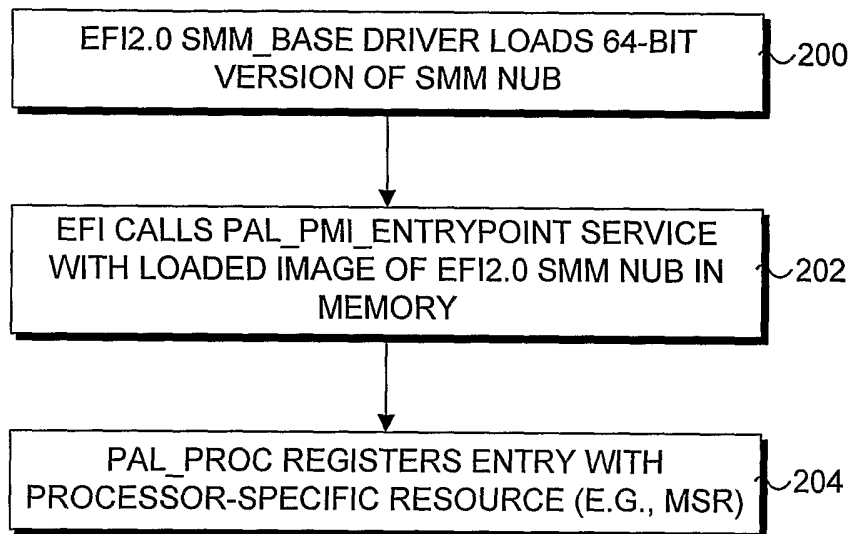 EFI2.0 SMM_BASE DRIVER LOADS 64-BIT
VERSION OF SMM NUB
200
EFI CALLS PAL_PMI_ENTRYPOINT SERVICE
WITH LOADED IMAGE OF EFI2.0 SMM NUB IN
MEMORY
202
PAL_PROC REGISTERS ENTRY WITH
PROCESSOR-SPECIFIC RESOURCE (E.G., MSR)
204